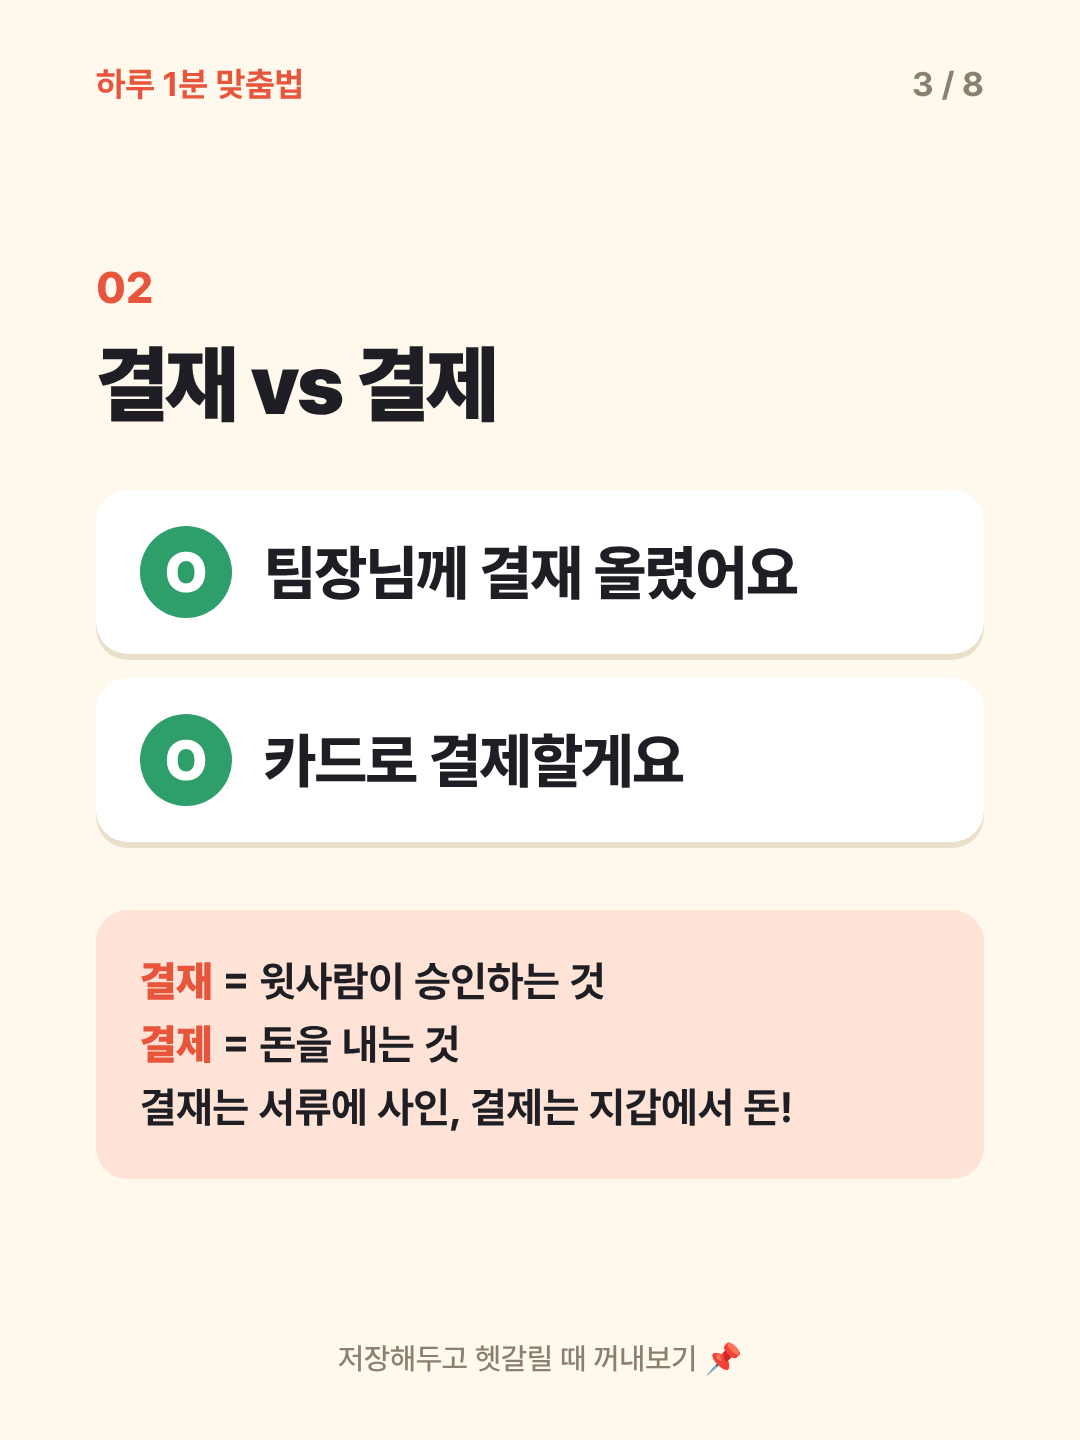 하루 1분 맞춤법
3 / 8
02
결재 vs 결제
O 팀장님께 결재 올렸어요
O 카드로 결제할게요
결재 = 윗사람이 승인하는 것
결제 = 돈을 내는 것
결재는 서류에 사인, 결제는 지갑에서 돈!
저장해두고 헷갈릴 때 꺼내보기 📌